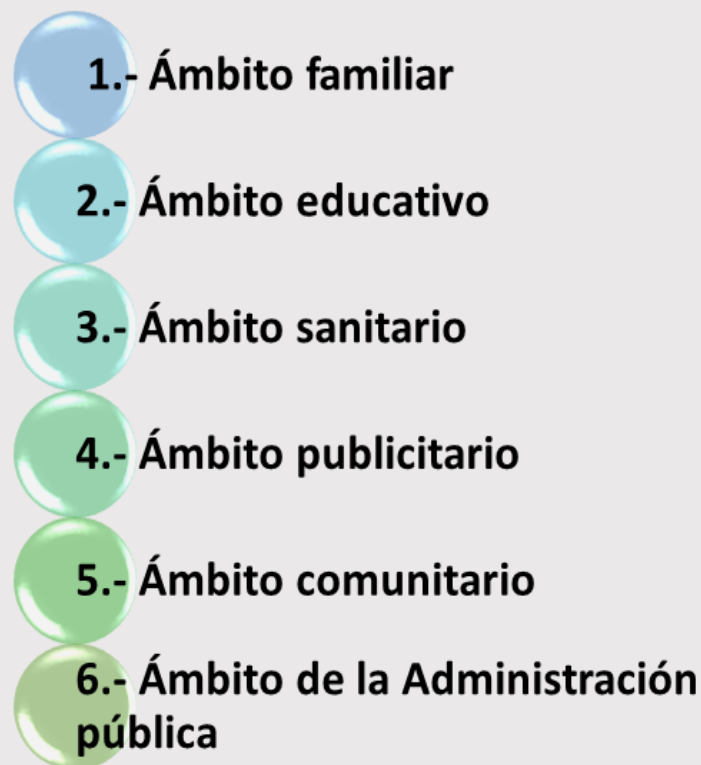 1.- Ámbito familiar
2.- Ámbito educativo
3.- Ámbito sanitario
4.- Ámbito publicitario
5.- Ámbito comunitario
6.- Ámbito de la Administración
pública